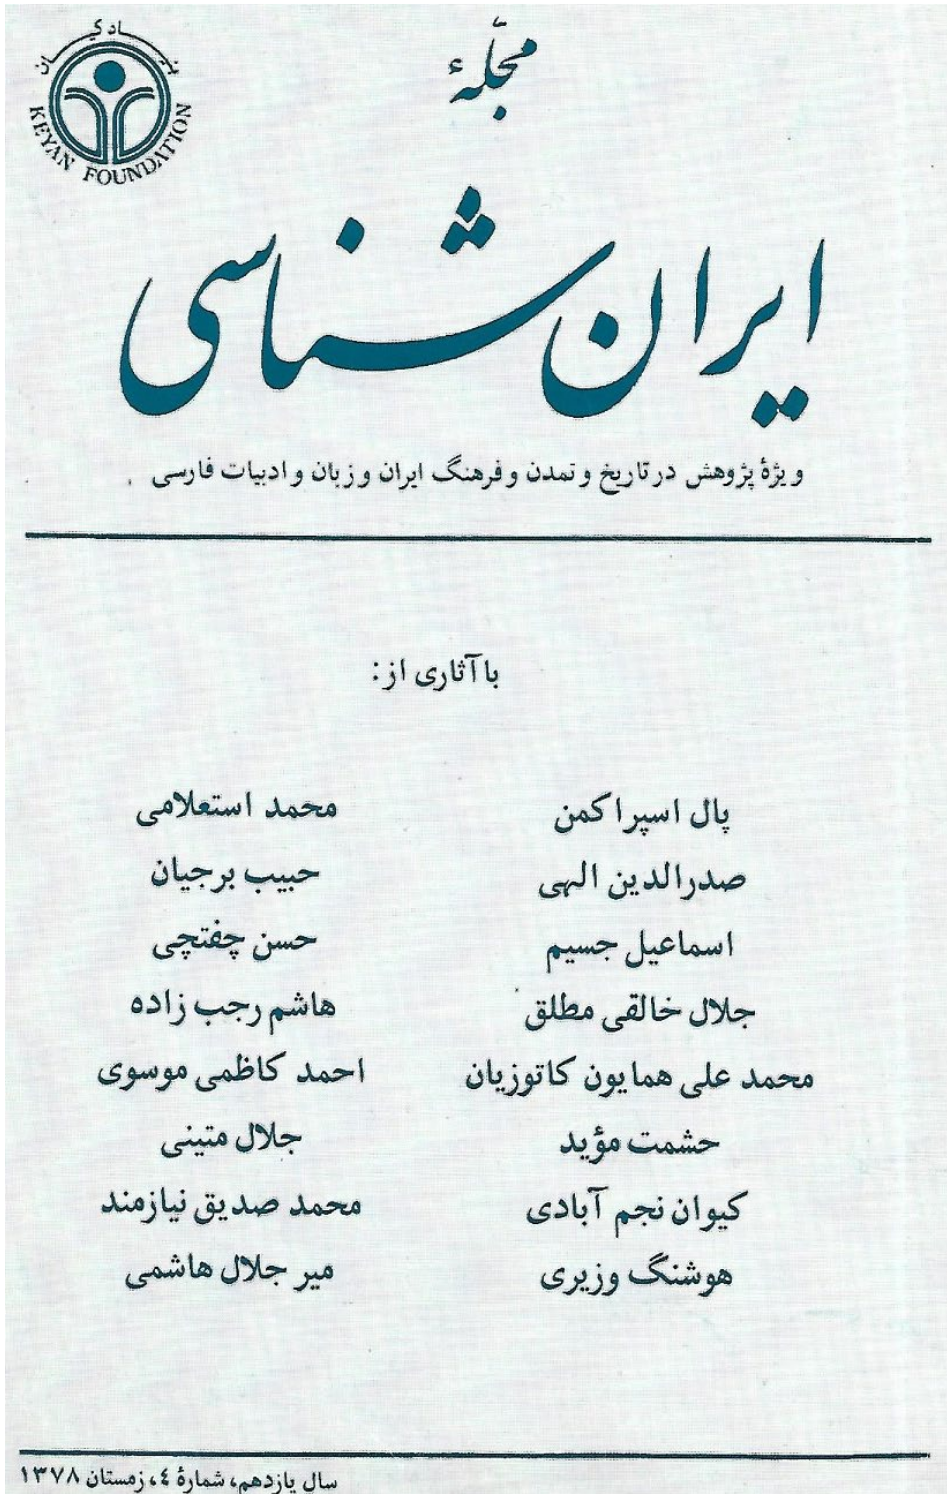 بنیاد کیان
KEYAN FOUNDATION
مجلّهٔ
ایران شناسی
ویژهٔ پژوهش در تاریخ و تمدن و فرهنگ ایران و زبان و ادبیات فارسی
با آثاری از:
پال اسپراکمن
محمد استعلامی
صدرالدین الهی
حبیب برجیان
اسماعیل جسیم
حسن چفتچی
جلال خالقی مطلق
هاشم رجب زاده
محمد علی همایون کاتوزیان
احمد کاظمی موسوی
حشمت مؤید
جلال متینی
کیوان نجم آبادی
محمد صدیق نیازمند
هوشنگ وزیری
میر جلال هاشمی
سال یازدهم، شمارهٔ ٤، زمستان ۱۳۷۸